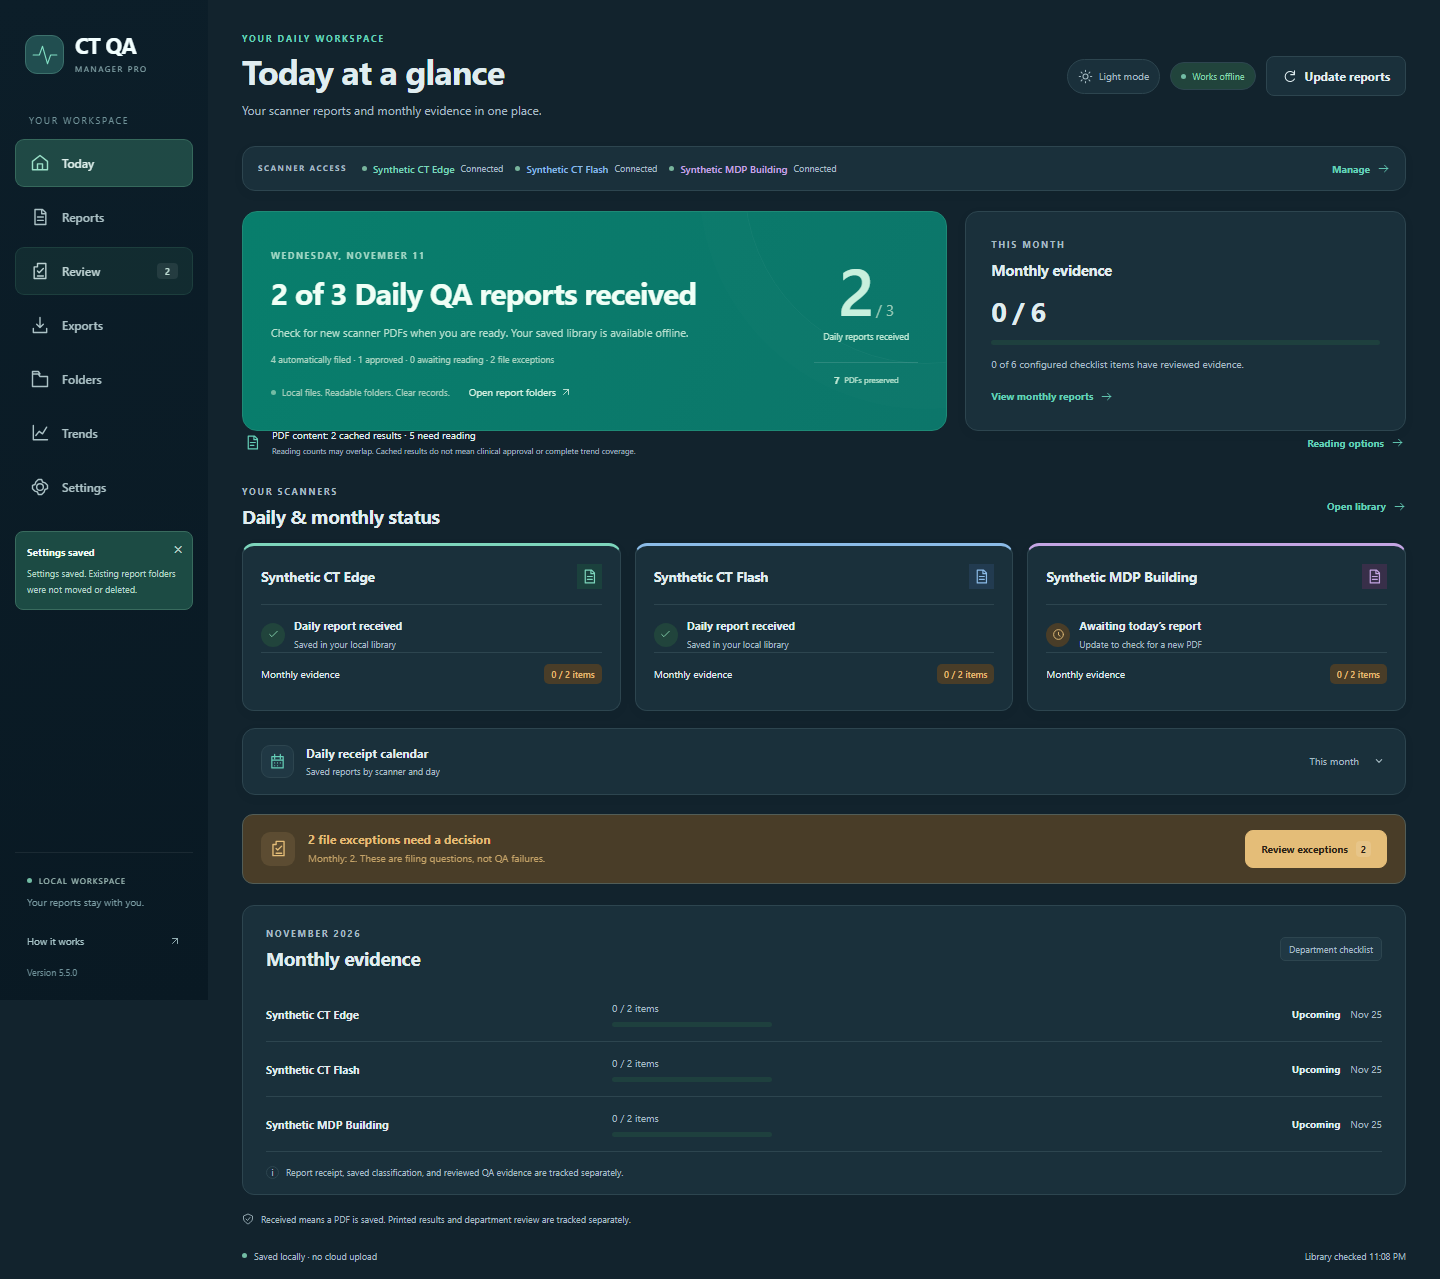 CT QA
MANAGER PRO
YOUR WORKSPACE
Today
Reports
Review 2
Exports
Folders
Trends
Settings
Settings saved
Settings saved. Existing report folders
were not moved or deleted.
LOCAL WORKSPACE
Your reports stay with you.
How it works
Version 5.5.0
YOUR DAILY WORKSPACE
Today at a glance
Your scanner reports and monthly evidence in one place.
Light mode
Works offline
Update reports
SCANNER ACCESS Synthetic CT Edge Connected Synthetic CT Flash Connected Synthetic MDP Building Connected Manage
WEDNESDAY, NOVEMBER 11
2 of 3 Daily QA reports received
Check for new scanner PDFs when you are ready. Your saved library is available offline.
4 automatically filed · 1 approved · 0 awaiting reading · 2 file exceptions
Local files. Readable folders. Clear records. Open report folders
2 / 3
Daily reports received
7 PDFs preserved
THIS MONTH
Monthly evidence
0 / 6
0 of 6 configured checklist items have reviewed evidence.
View monthly reports
PDF content: 2 cached results · 5 need reading
Reading counts may overlap. Cached results do not mean clinical approval or complete trend coverage.
Reading options
YOUR SCANNERS
Daily & monthly status
Open library
Synthetic CT Edge
Daily report received
Saved in your local library
Monthly evidence 0 / 2 items
Synthetic CT Flash
Daily report received
Saved in your local library
Monthly evidence 0 / 2 items
Synthetic MDP Building
Awaiting today's report
Update to check for a new PDF
Monthly evidence 0 / 2 items
Daily receipt calendar
Saved reports by scanner and day
This month
2 file exceptions need a decision
Monthly: 2. These are filing questions, not QA failures.
Review exceptions 2
NOVEMBER 2026
Monthly evidence
Department checklist
Synthetic CT Edge 0 / 2 items Upcoming Nov 25
Synthetic CT Flash 0 / 2 items Upcoming Nov 25
Synthetic MDP Building 0 / 2 items Upcoming Nov 25
Report receipt, saved classification, and reviewed QA evidence are tracked separately.
Received means a PDF is saved. Printed results and department review are tracked separately.
Saved locally · no cloud upload
Library checked 11:08 PM